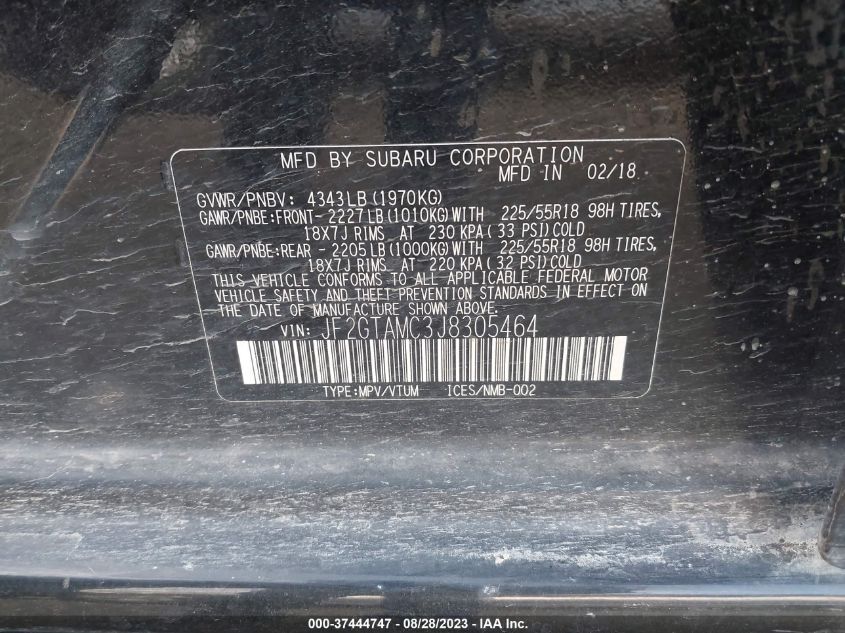 MFD BY SUBARU CORPORATION
MFD IN 02/18
GVWR/PNBV: 4343LB(1970KG)
GAWR/PNBE:FRONT-2227LB(1010KG)WITH 225/55R18 98H TIRES,
18X7J RIMS AT 230 KPA(33 PSI)COLD
GAWR/PNBE:REAR -2205LB(1000KG)WITH 225/55R18 98H TIRES,
18X7J RIMS AT 220 KPA(32 PSI)COLD
THIS VEHICLE CONFORMS TO ALL APPLICABLE FEDERAL MOTOR
VEHICLE SAFETY AND THEFT PREVENTION STANDARDS IN EFFECT ON
THE DATE OF MANUFACTURE SHOWN ABOVE.
VIN: JF2GTAMC3J8305464
TYPE:MPV/VTUM ICES/NMB-002
000-37444747 - 08/28/2023 - IAA Inc.